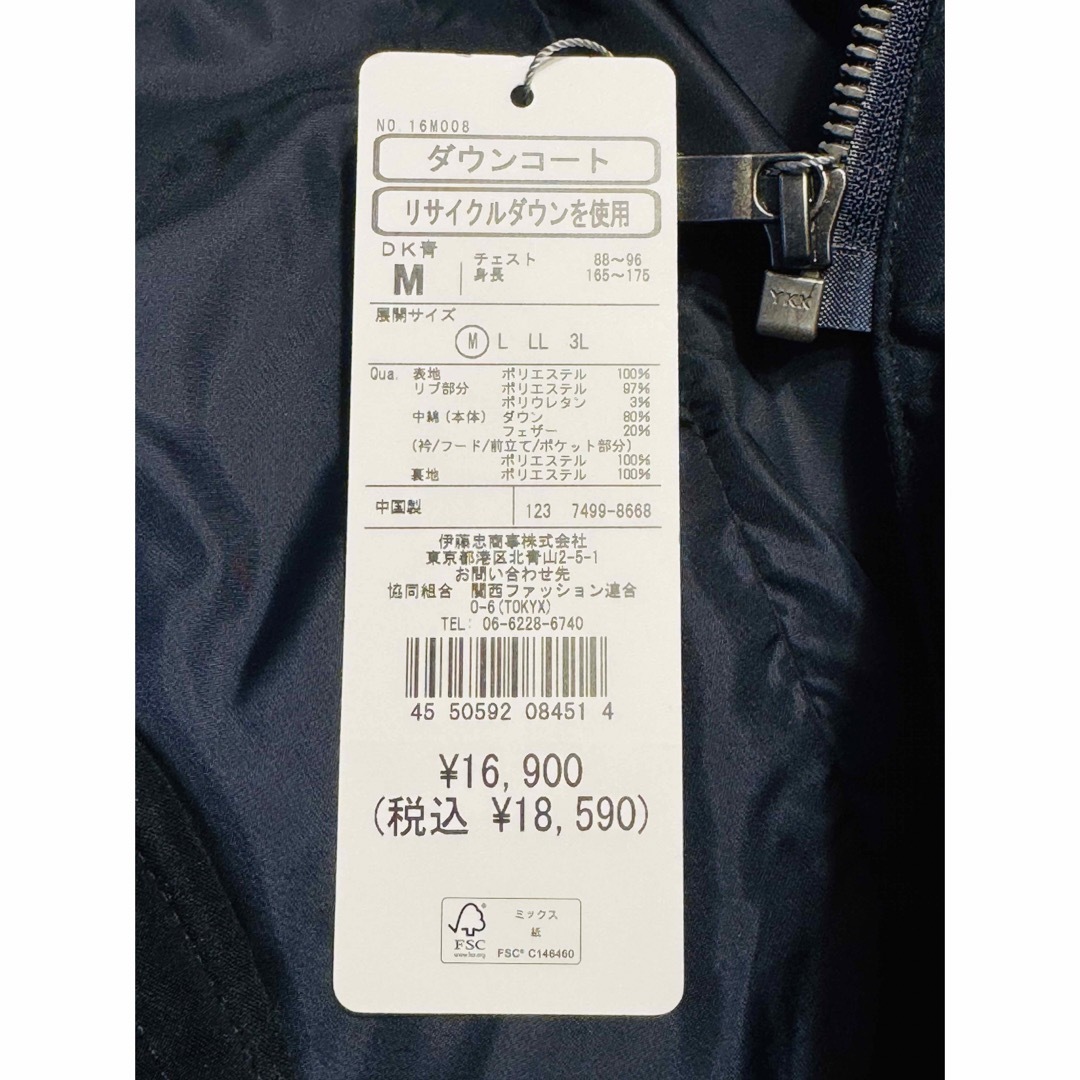 NO.16M008
ダウンコート
リサイクルダウンを使用
DK青
M チェスト 88~96
身長 165~175
展開サイズ
M L LL 3L
Qua. 表地 ポリエステル 100%
リブ部分 ポリエステル 97%
ポリウレタン 3%
中綿(本体) ダウン 80%
フェザー 20%
(衿/フード/前立て/ポケット部分)
ポリエステル 100%
裏地 ポリエステル 100%
中国製 123 7499-8668
伊藤忠商事株式会社
東京都港区北青山2-5-1
お問い合わせ先
協同組合 関西ファッション連合
O-6(TOKYX)
TEL: 06-6228-6740
45 50592 08451 4
¥16,900
(税込 ¥18,590)
ミックス
紙
FSC
www.fsc.org
FSC® C146460
YKK